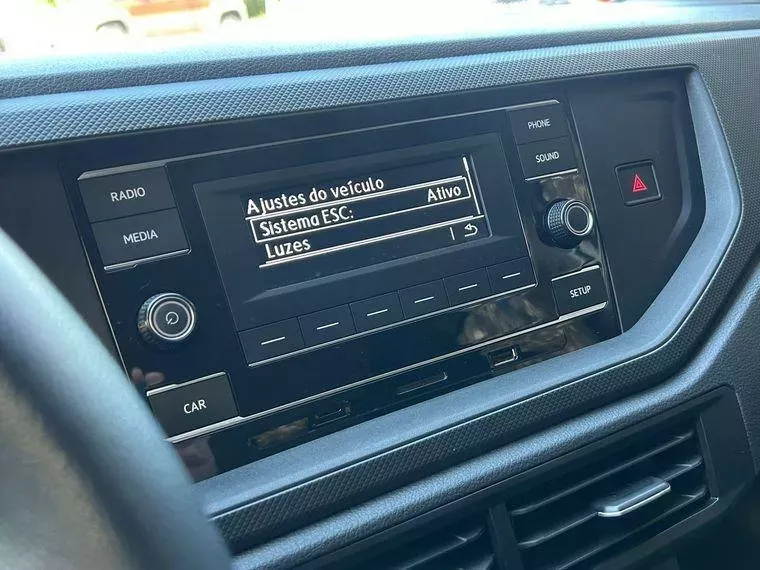 RADIO
MEDIA
CAR
Ajustes do veículo
Sistema ESC: Ativo
Luzes
PHONE
SOUND
SETUP